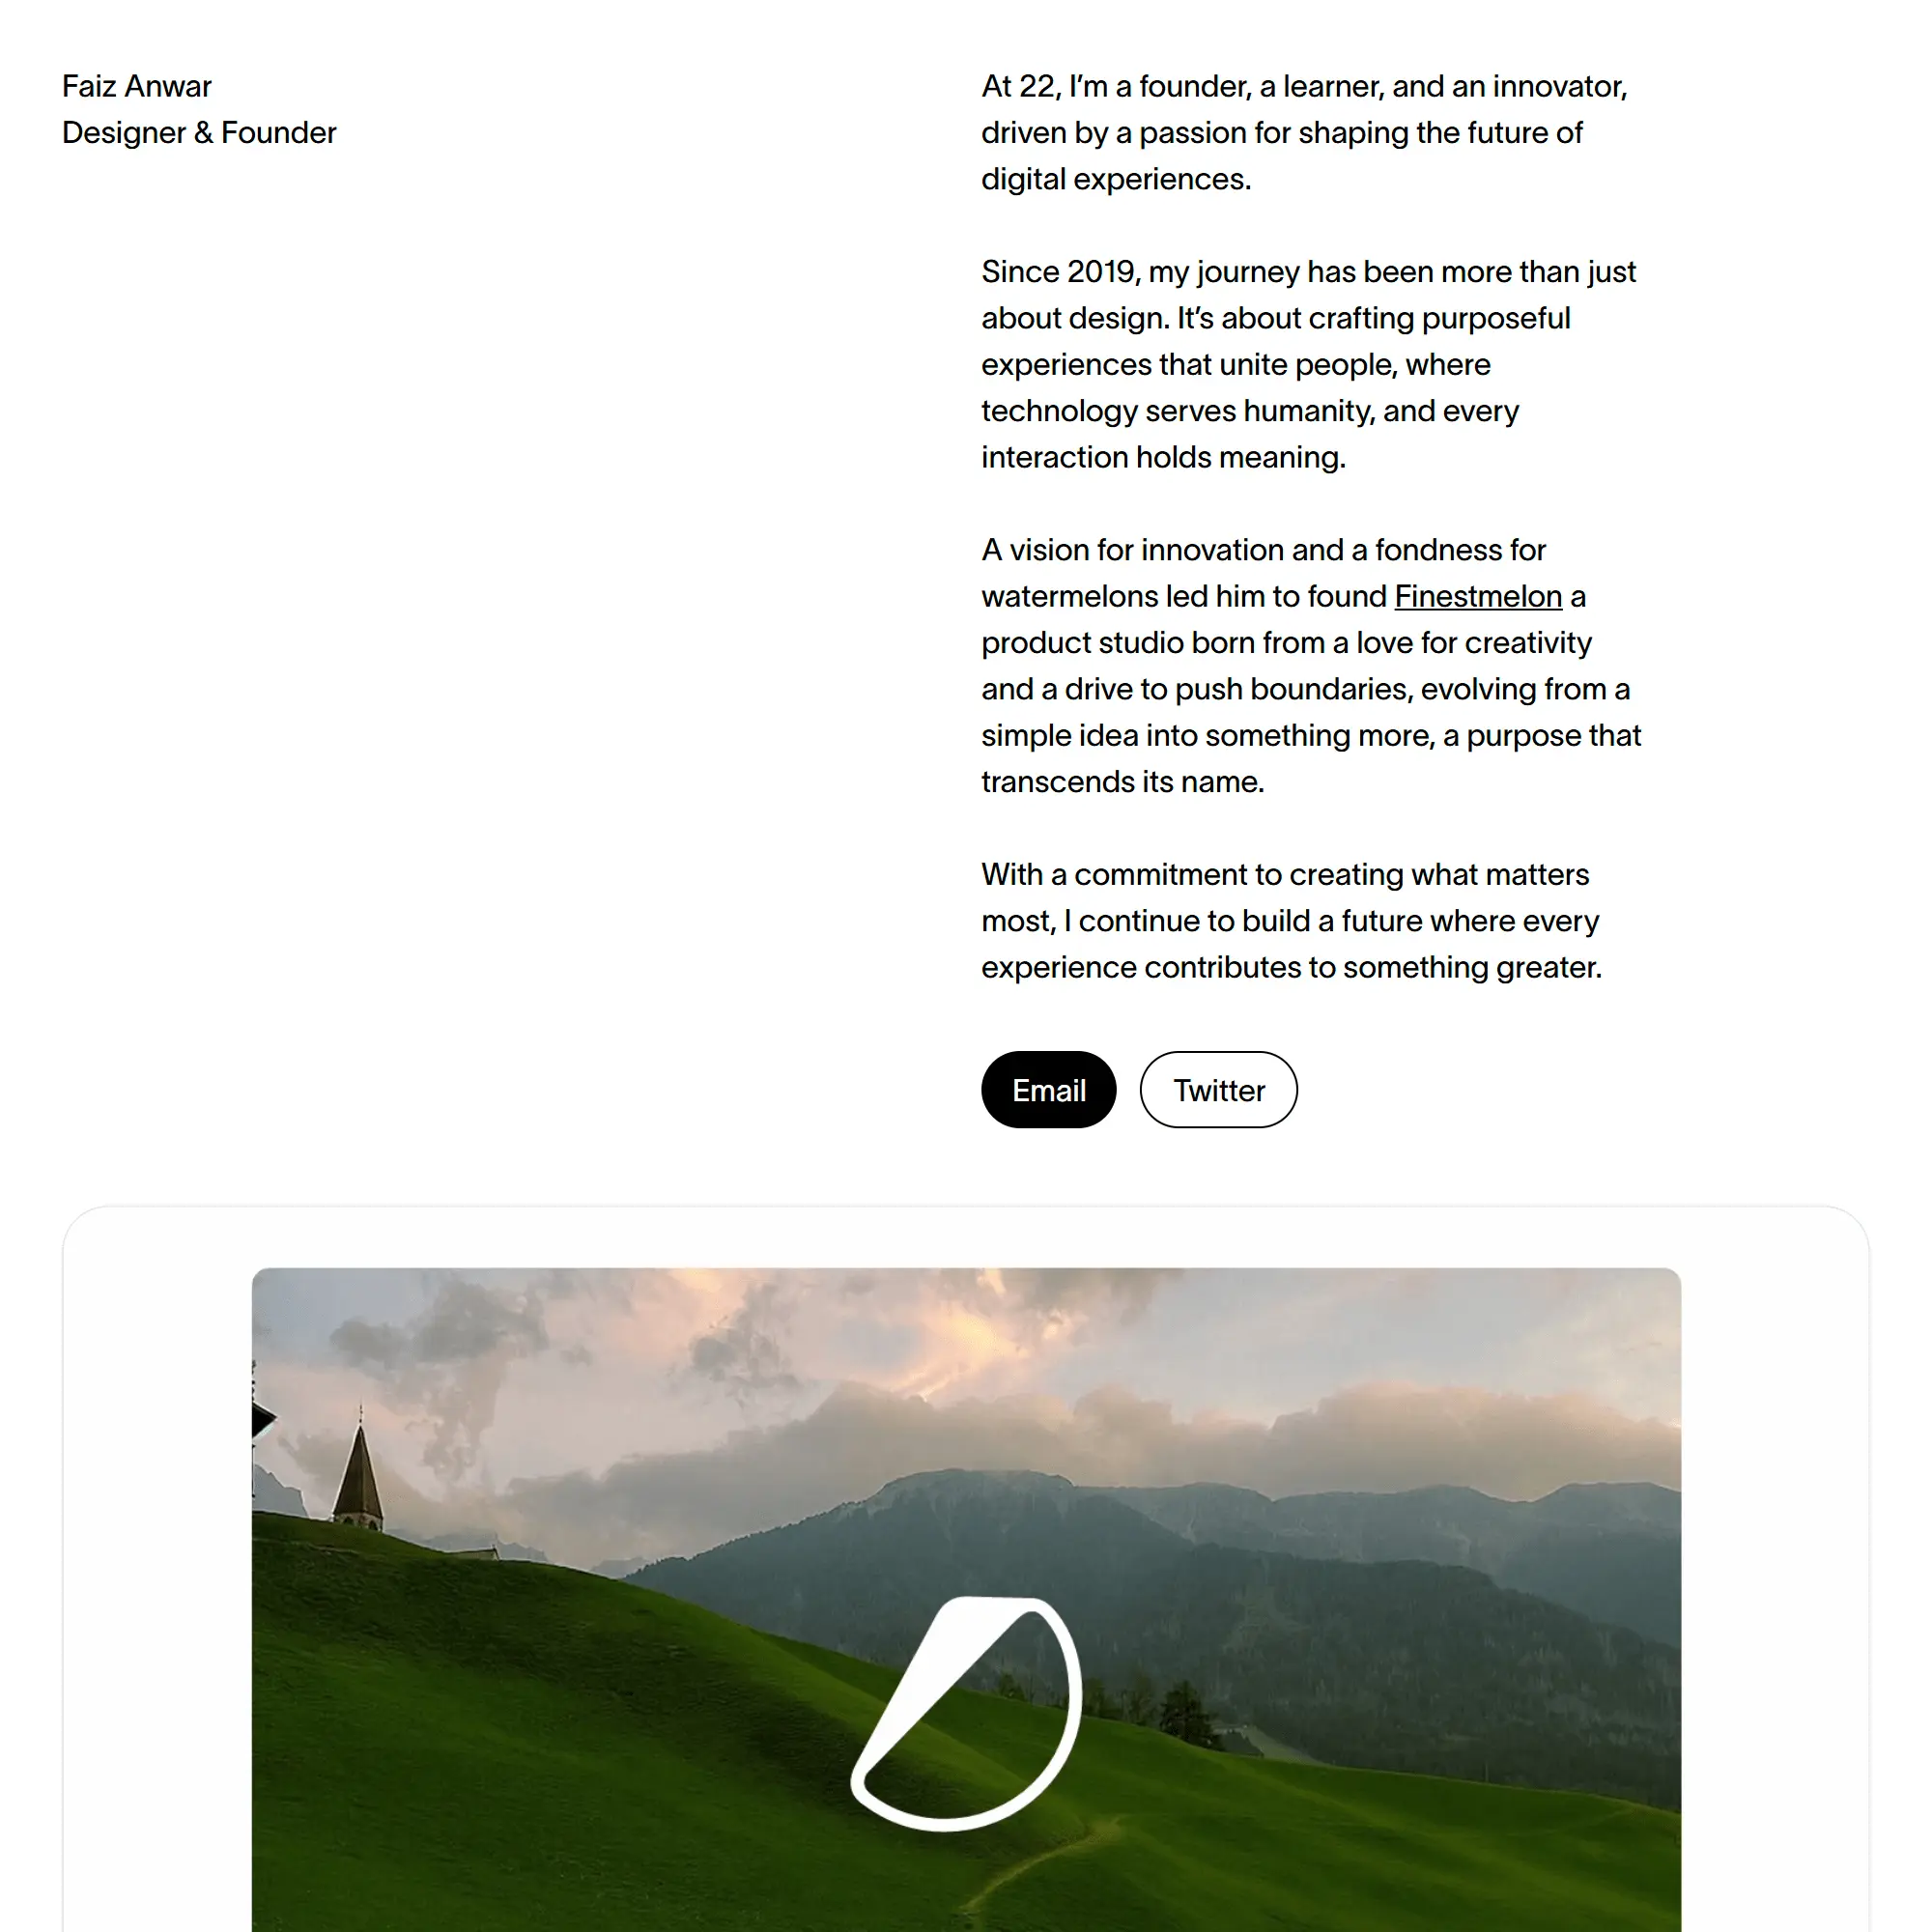 Faiz Anwar
Designer & Founder
At 22, I’m a founder, a learner, and an innovator,
driven by a passion for shaping the future of
digital experiences.
Since 2019, my journey has been more than just
about design. It’s about crafting purposeful
experiences that unite people, where
technology serves humanity, and every
interaction holds meaning.
A vision for innovation and a fondness for
watermelons led him to found Finestmelon a
product studio born from a love for creativity
and a drive to push boundaries, evolving from a
simple idea into something more, a purpose that
transcends its name.
With a commitment to creating what matters
most, I continue to build a future where every
experience contributes to something greater.
Email
Twitter